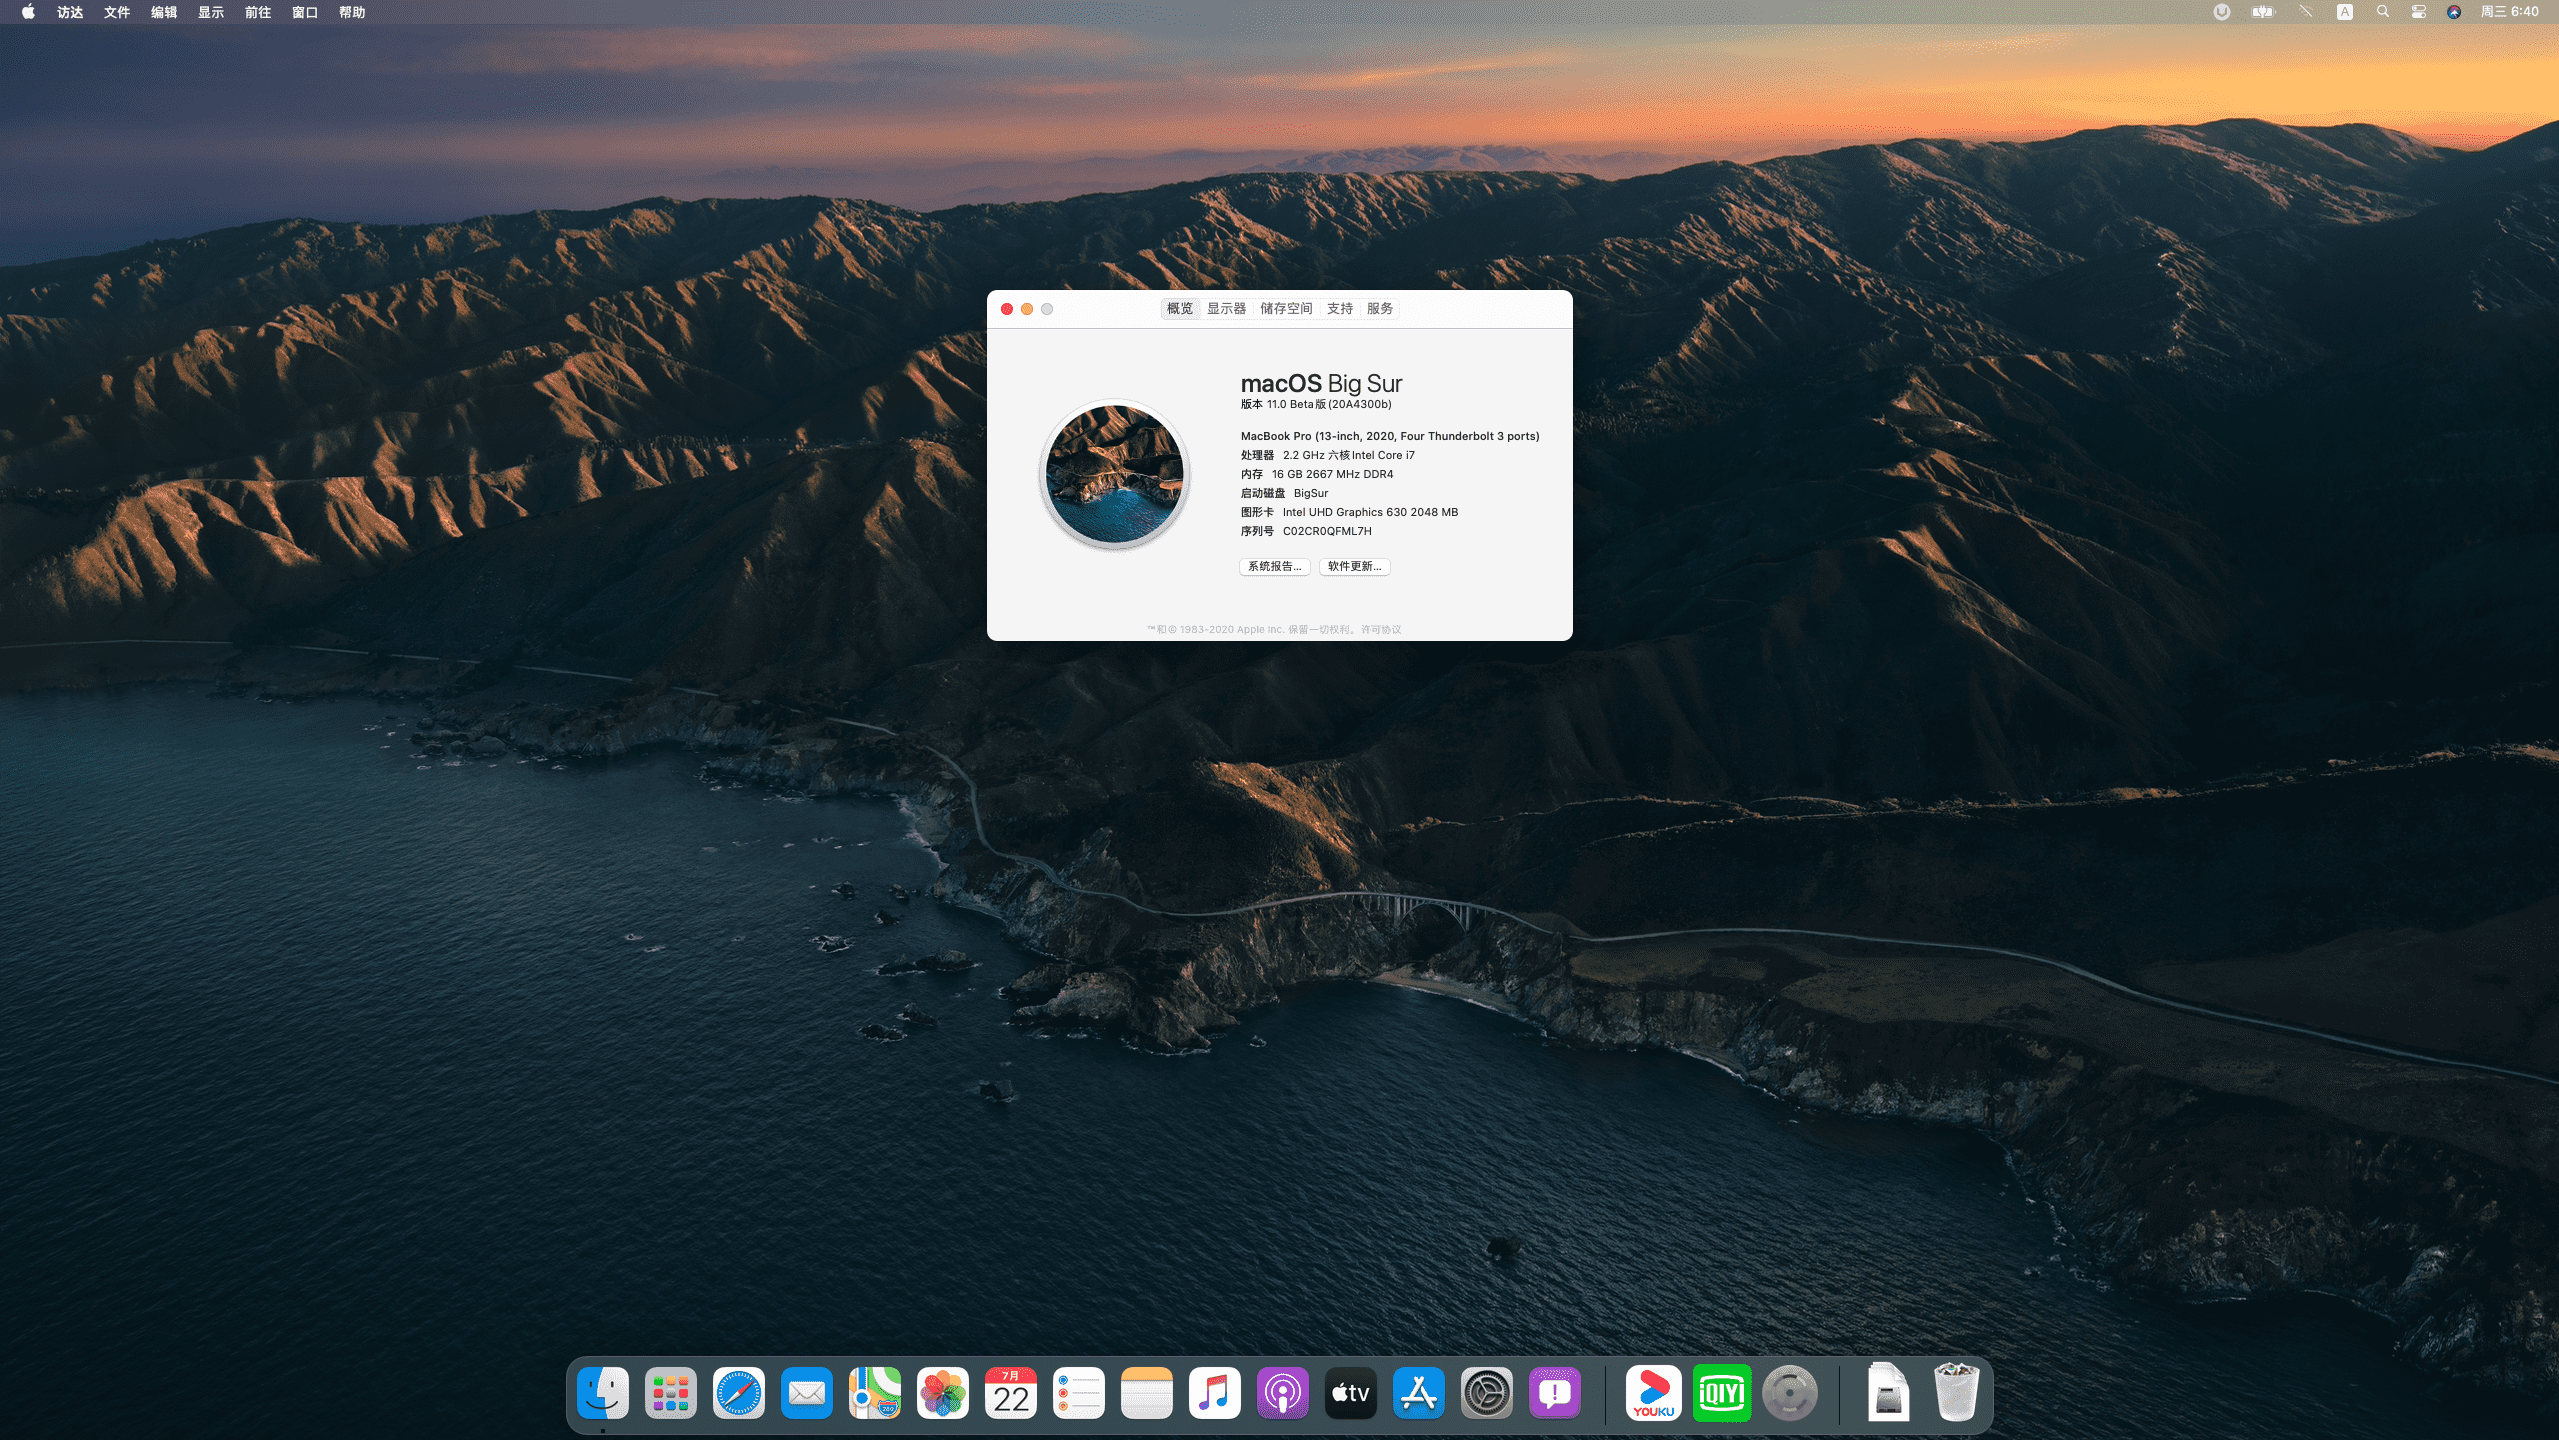 访达 文件 编辑 显示 前往 窗口 帮助
A 周三 6:40
概览 显示器 储存空间 支持 服务
macOS Big Sur
版本 11.0 Beta版 (20A4300b)
MacBook Pro (13-inch, 2020, Four Thunderbolt 3 ports)
处理器 2.2 GHz 六核Intel Core i7
内存 16 GB 2667 MHz DDR4
启动磁盘 BigSur
图形卡 Intel UHD Graphics 630 2048 MB
序列号 C02CR0QFML7H
系统报告... 软件更新...
™和© 1983-2020 Apple Inc. 保留一切权利。许可协议
280
7月
22
tv
YOUKU
iQIYI